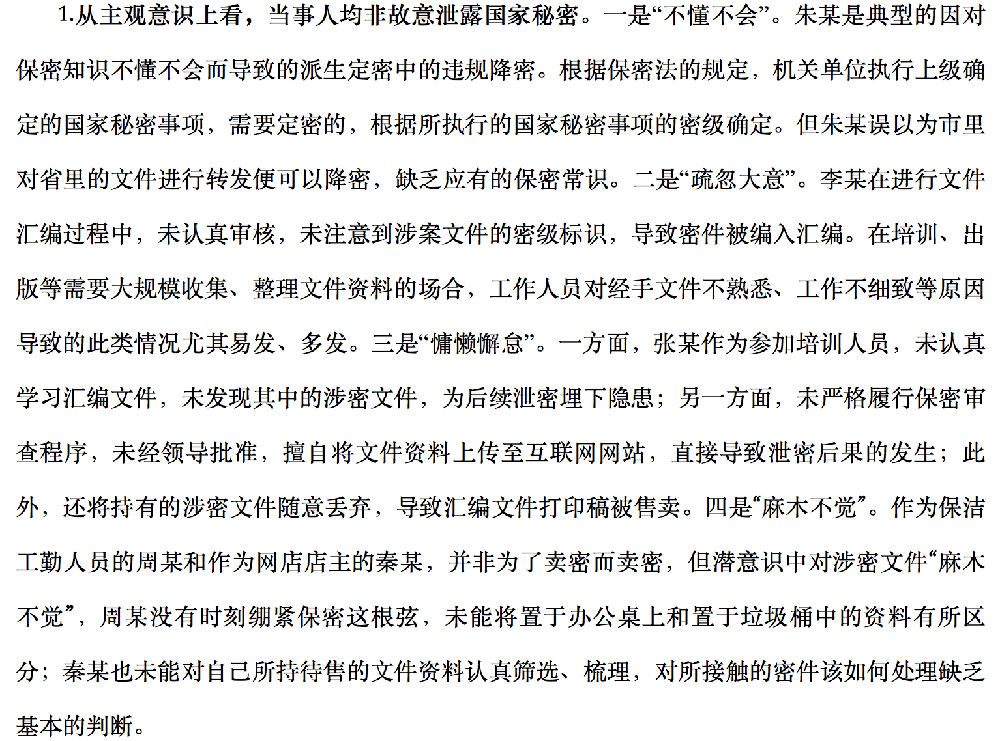 1.从主观意识上看，当事人均非故意泄露国家秘密。一是“不懂不会”。朱某是典型的因对
保密知识不懂不会而导致的派生定密中的违规降密。根据保密法的规定，机关单位执行上级确
定的国家秘密事项，需要定密的，根据所执行的国家秘密事项的密级确定。但朱某误以为市里
对省里的文件进行转发便可以降密，缺乏应有的保密常识。二是“疏忽大意”。李某在进行文件
汇编过程中，未认真审核，未注意到涉案文件的密级标识，导致密件被编入汇编。在培训、出
版等需要大规模收集、整理文件资料的场合，工作人员对经手文件不熟悉、工作不细致等原因
导致的此类情况尤其易发、多发。三是“慵懒懈怠”。一方面，张某作为参加培训人员，未认真
学习汇编文件，未发现其中的涉密文件，为后续泄密埋下隐患；另一方面，未严格履行保密审
查程序，未经领导批准，擅自将文件资料上传至互联网网站，直接导致泄密后果的发生；此
外，还将持有的涉密文件随意丢弃，导致汇编文件打印稿被售卖。四是“麻木不觉”。作为保洁
工勤人员的周某和作为网店店主的秦某，并非为了卖密而卖密，但潜意识中对涉密文件“麻木
不觉”，周某没有时刻绷紧保密这根弦，未能将置于办公桌上和置于垃圾桶中的资料有所区
分；秦某也未能对自己所持待售的文件资料认真筛选、梳理，对所接触的密件该如何处理缺乏
基本的判断。